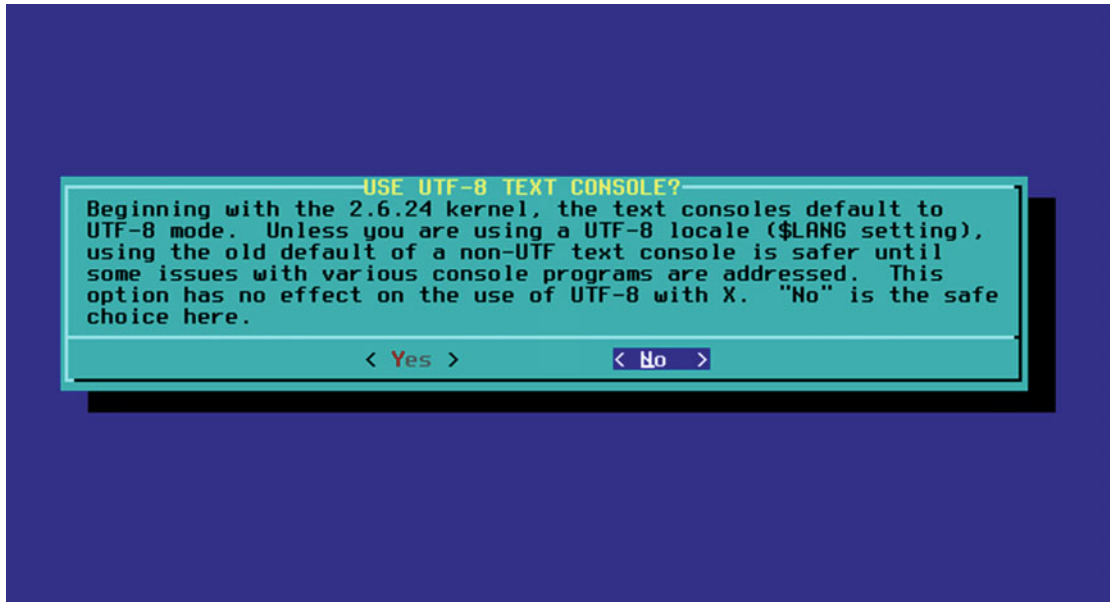 USE UTF-8 TEXT CONSOLE?
Beginning with the 2.6.24 kernel, the text consoles default to
UTF-8 mode.  Unless you are using a UTF-8 locale ($LANG setting),
using the old default of a non-UTF text console is safer until
some issues with various console programs are addressed.  This
option has no effect on the use of UTF-8 with X.  "No" is the safe
choice here.
< Yes > < No >